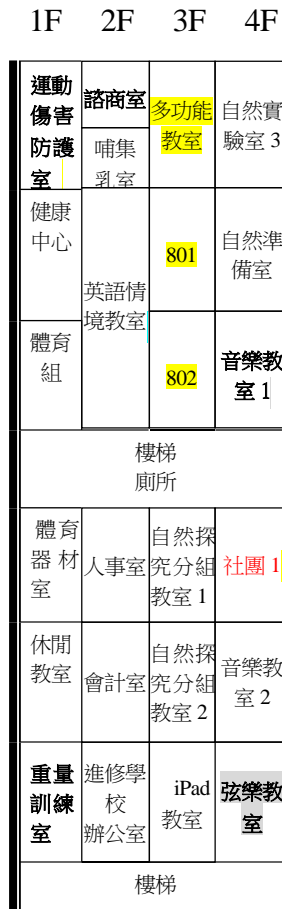 1F 2F 3F 4F
運動
傷害
防護
室
諮商室
哺集
乳室
多功能
教室
自然實
驗室 3
健康
中心
英語情
境教室
801
自然準
備室
體育
組
802
音樂教
室 1
樓梯
廁所
體育
器材
室
人事室
自然探
究分組
教室 1
社團 1
休閒
教室
會計室
自然探
究分組
教室 2
音樂教
室 2
重量
訓練
室
進修學
校
辦公室
iPad
教室
弦樂教
室
樓梯